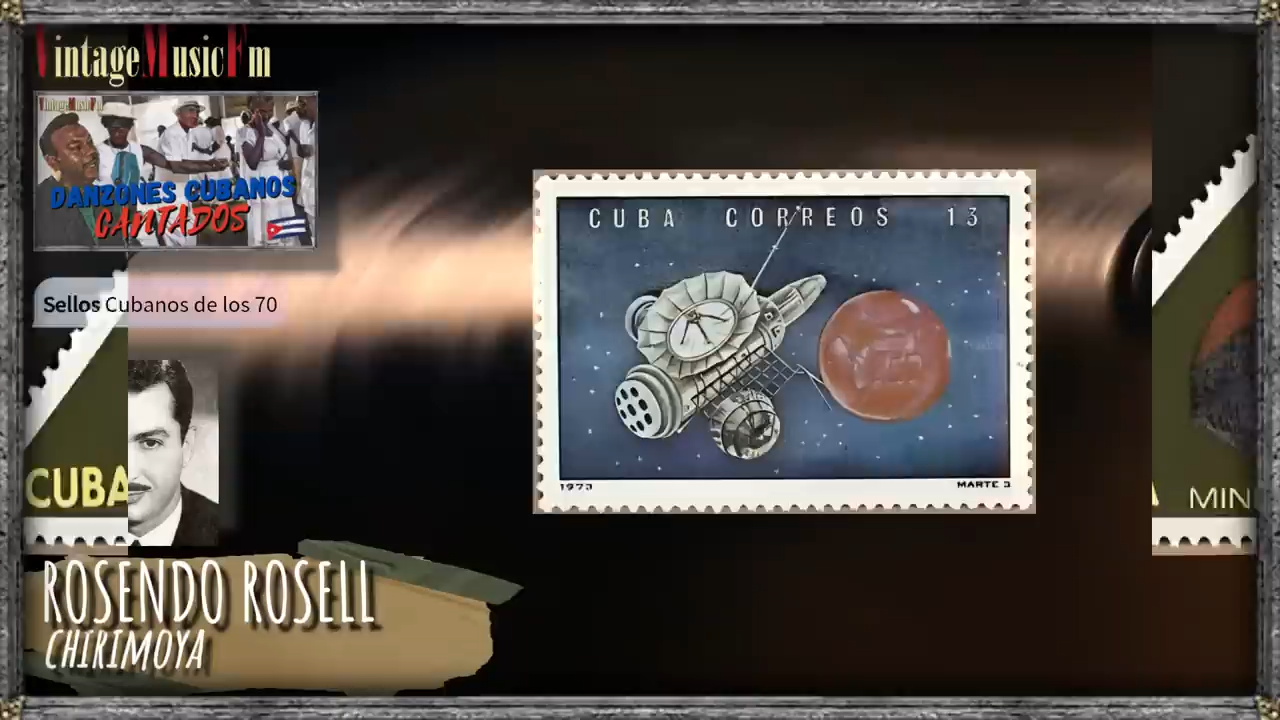 VintageMusicFm
VintageMusicFm
DANZONES CUBANOS
CANTADOS
Sellos Cubanos de los 70
CUBA CORREOS 13
1973 MARTE 3
CUBA
MIN
ROSENDO ROSELL
CHIRIMOYA